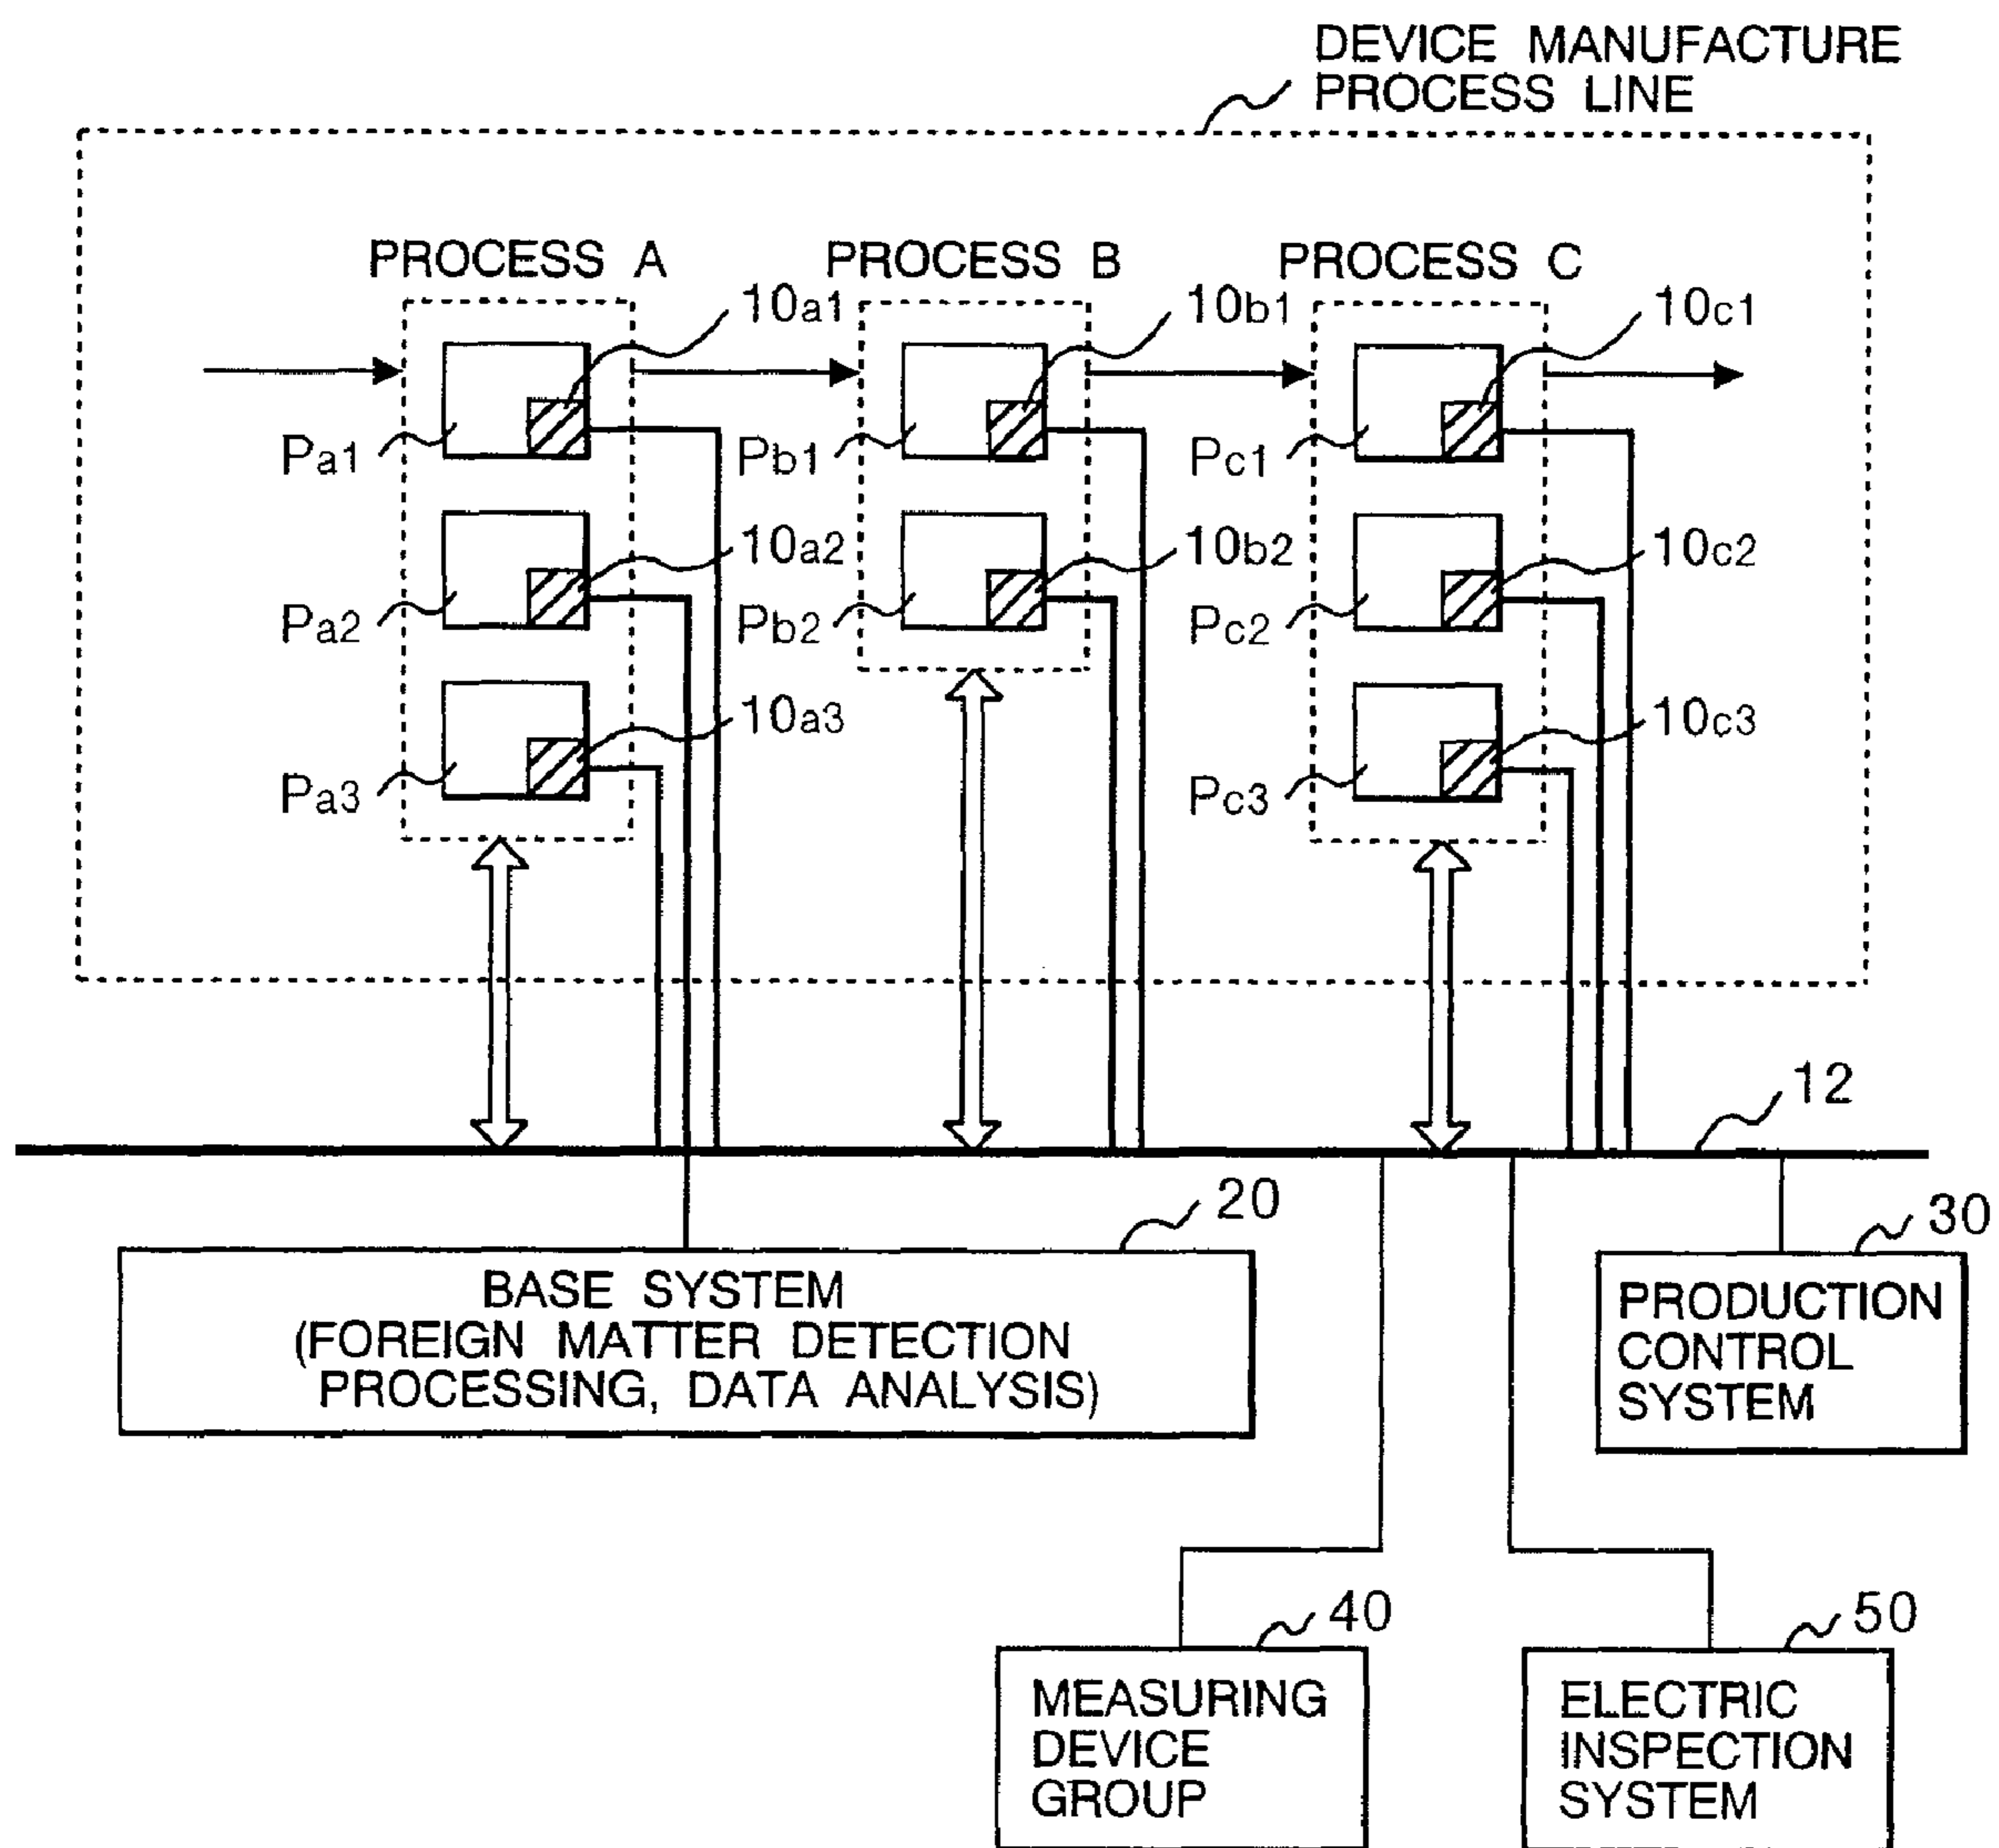 DEVICE MANUFACTURE
PROCESS LINE
PROCESS A
PROCESS B
PROCESS C
10a1
10b1
10c1
Pa1
Pb1
Pc1
10a2
10b2
10c2
Pa2
Pb2
Pc2
10a3
10c3
Pa3
Pc3
12
20
30
BASE SYSTEM
(FOREIGN MATTER DETECTION
PROCESSING, DATA ANALYSIS)
PRODUCTION
CONTROL
SYSTEM
40
50
MEASURING
DEVICE
GROUP
ELECTRIC
INSPECTION
SYSTEM